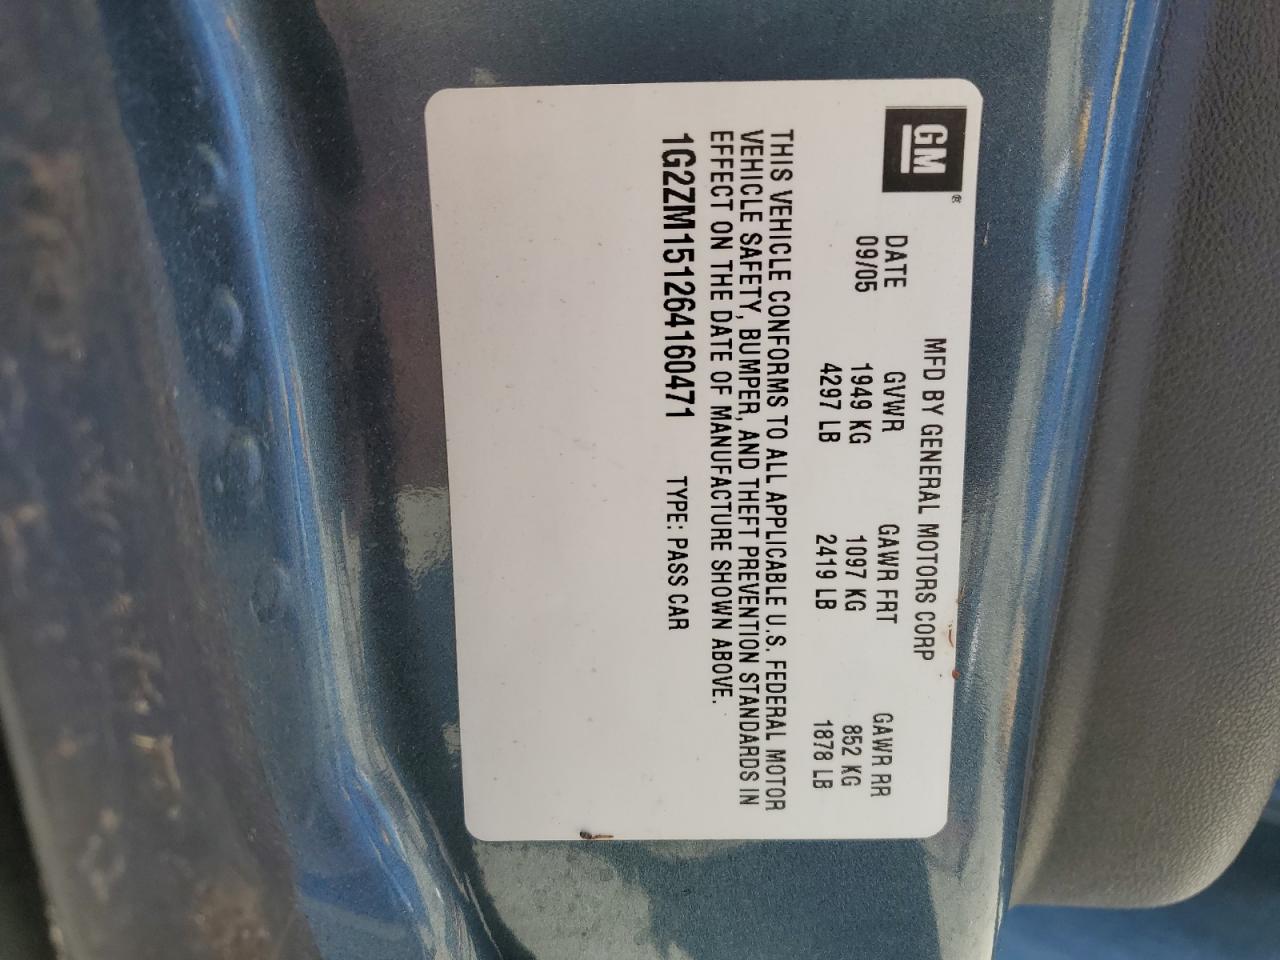 GM ®
MFD BY GENERAL MOTORS CORP
DATE GVWR GAWR FRT GAWR RR
09/05 1949 KG 1097 KG 852 KG
4297 LB 2419 LB 1878 LB
THIS VEHICLE CONFORMS TO ALL APPLICABLE U.S. FEDERAL MOTOR
VEHICLE SAFETY, BUMPER, AND THEFT PREVENTION STANDARDS IN
EFFECT ON THE DATE OF MANUFACTURE SHOWN ABOVE.
1G2ZM151264160471 TYPE: PASS CAR